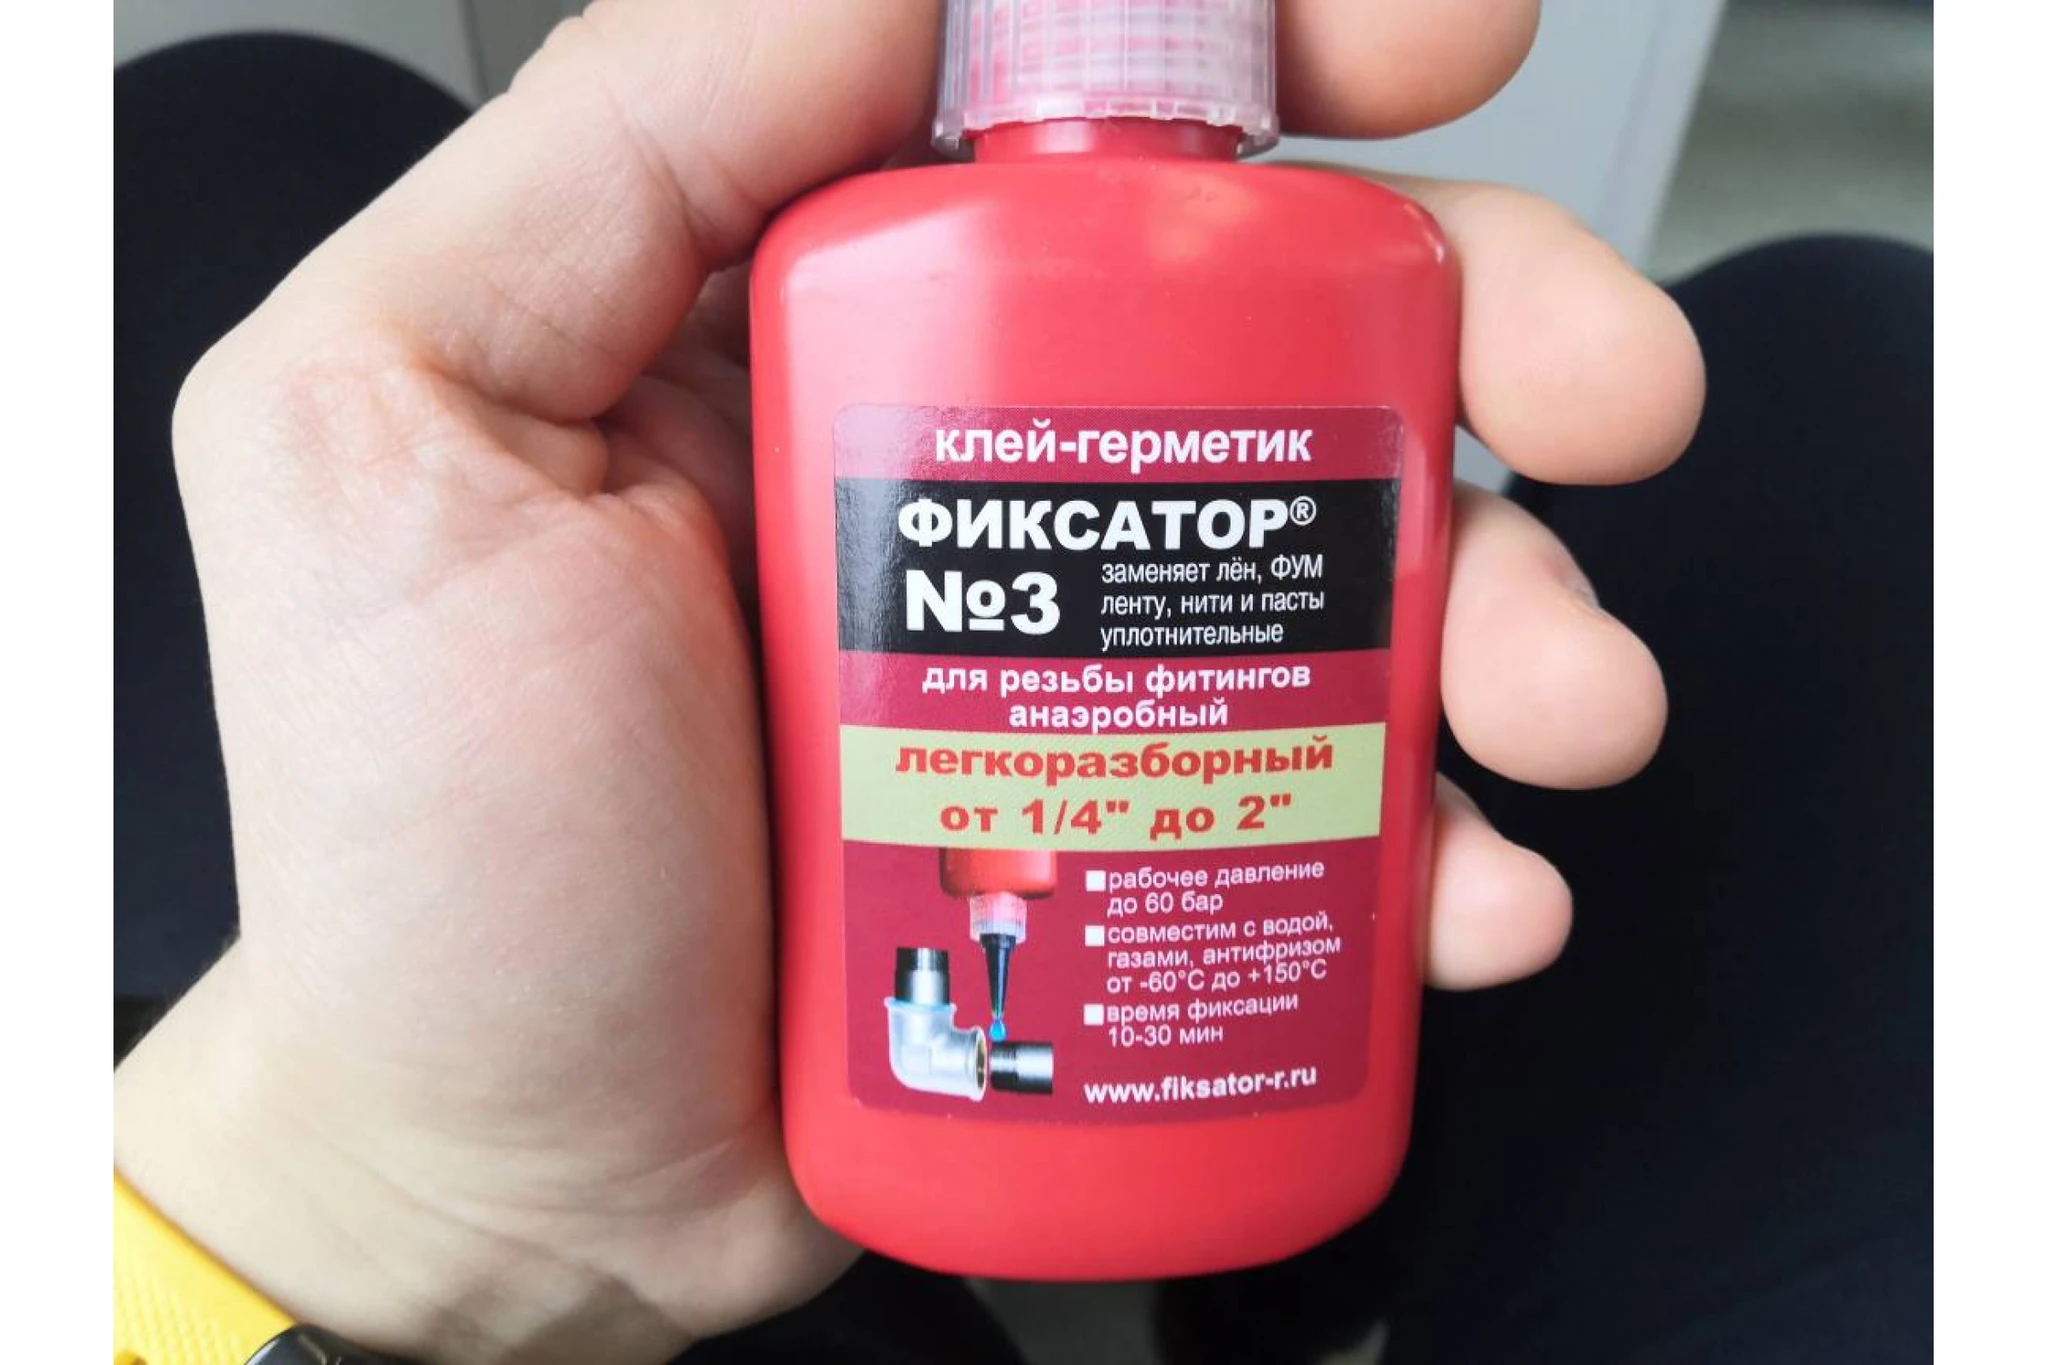 клей-герметик
ФИКСАТОР®
№3
заменяет лён, ФУМ
ленту, нити и пасты
уплотнительные
для резьбы фитингов
анаэробный
легкоразборный
от 1/4" до 2"
рабочее давление
до 60 бар
совместим с водой,
газами, антифризом
от -60°C до +150°C
время фиксации
10-30 мин
www.fiksator-r.ru